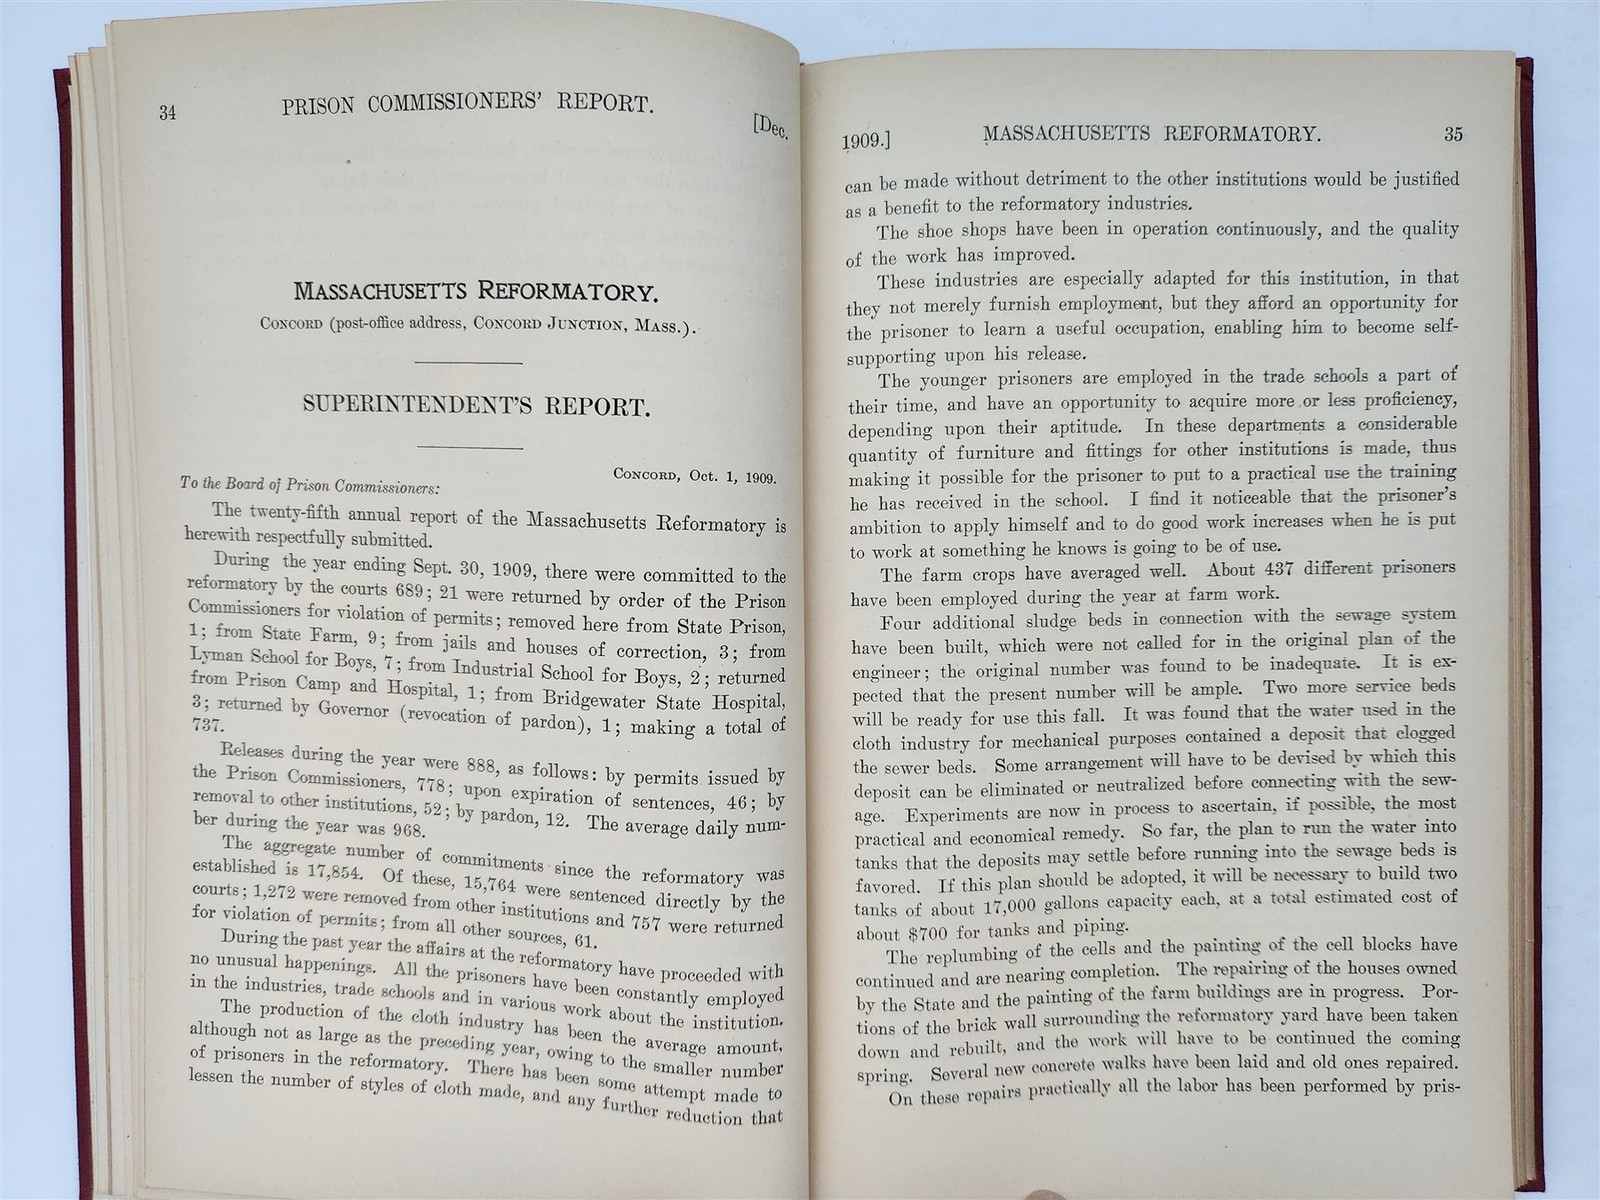 34
PRISON COMMISSIONERS' REPORT.
[Dec.
MASSACHUSETTS REFORMATORY.
CONCORD (post-office address, CONCORD JUNCTION, MASS.).
SUPERINTENDENT'S REPORT.
CONCORD, Oct. 1, 1909.
To the Board of Prison Commissioners:
The twenty-fifth annual report of the Massachusetts Reformatory is
herewith respectfully submitted.
During the year ending Sept. 30, 1909, there were committed to the
reformatory by the courts 689; 21 were returned by order of the Prison
Commissioners for violation of permits; removed here from State Prison,
1; from State Farm, 9; from jails and houses of correction, 3; from
Lyman School for Boys, 7; from Industrial School for Boys, 2; returned
from Prison Camp and Hospital, 1; from Bridgewater State Hospital,
3; returned by Governor (revocation of pardon), 1; making a total of
737.
Releases during the year were 888, as follows: by permits issued by
the Prison Commissioners, 778; upon expiration of sentences, 46; by
removal to other institutions, 52; by pardon, 12. The average daily num-
ber during the year was 968.
The aggregate number of commitments since the reformatory was
established is 17,854. Of these, 15,764 were sentenced directly by the
courts; 1,272 were removed from other institutions and 757 were returned
for violation of permits; from all other sources, 61.
During the past year the affairs at the reformatory have proceeded with
no unusual happenings. All the prisoners have been constantly employed
in the industries, trade schools and in various work about the institution.
The production of the cloth industry has been the average amount,
although not as large as the preceding year, owing to the smaller number
of prisoners in the reformatory. There has been some attempt made to
lessen the number of styles of cloth made, and any further reduction that
1909.]
MASSACHUSETTS REFORMATORY.
35
can be made without detriment to the other institutions would be justified
as a benefit to the reformatory industries.
The shoe shops have been in operation continuously, and the quality
of the work has improved.
These industries are especially adapted for this institution, in that
they not merely furnish employment, but they afford an opportunity for
the prisoner to learn a useful occupation, enabling him to become self-
supporting upon his release.
The younger prisoners are employed in the trade schools a part of
their time, and have an opportunity to acquire more or less proficiency,
depending upon their aptitude. In these departments a considerable
quantity of furniture and fittings for other institutions is made, thus
making it possible for the prisoner to put to a practical use the training
he has received in the school. I find it noticeable that the prisoner's
ambition to apply himself and to do good work increases when he is put
to work at something he knows is going to be of use.
The farm crops have averaged well. About 437 different prisoners
have been employed during the year at farm work.
Four additional sludge beds in connection with the sewage system
have been built, which were not called for in the original plan of the
engineer; the original number was found to be inadequate. It is ex-
pected that the present number will be ample. Two more service beds
will be ready for use this fall. It was found that the water used in the
cloth industry for mechanical purposes contained a deposit that clogged
the sewer beds. Some arrangement will have to be devised by which this
deposit can be eliminated or neutralized before connecting with the sew-
age. Experiments are now in process to ascertain, if possible, the most
practical and economical remedy. So far, the plan to run the water into
tanks that the deposits may settle before running into the sewage beds is
favored. If this plan should be adopted, it will be necessary to build two
tanks of about 17,000 gallons capacity each, at a total estimated cost of
about $700 for tanks and piping.
The replumbing of the cells and the painting of the cell blocks have
continued and are nearing completion. The repairing of the houses owned
by the State and the painting of the farm buildings are in progress. Por-
tions of the brick wall surrounding the reformatory yard have been taken
down and rebuilt, and the work will have to be continued the coming
spring. Several new concrete walks have been laid and old ones repaired.
On these repairs practically all the labor has been performed by pris-